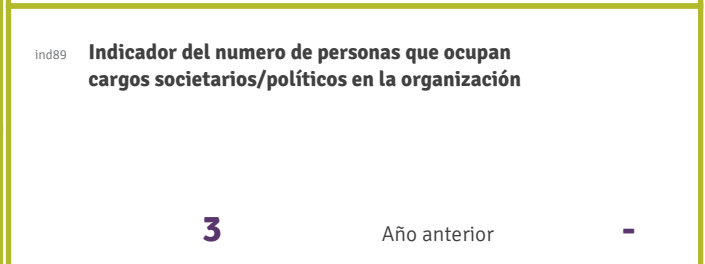 ind89 Indicador del numero de personas que ocupan
cargos societarios/políticos en la organización
3 Año anterior -